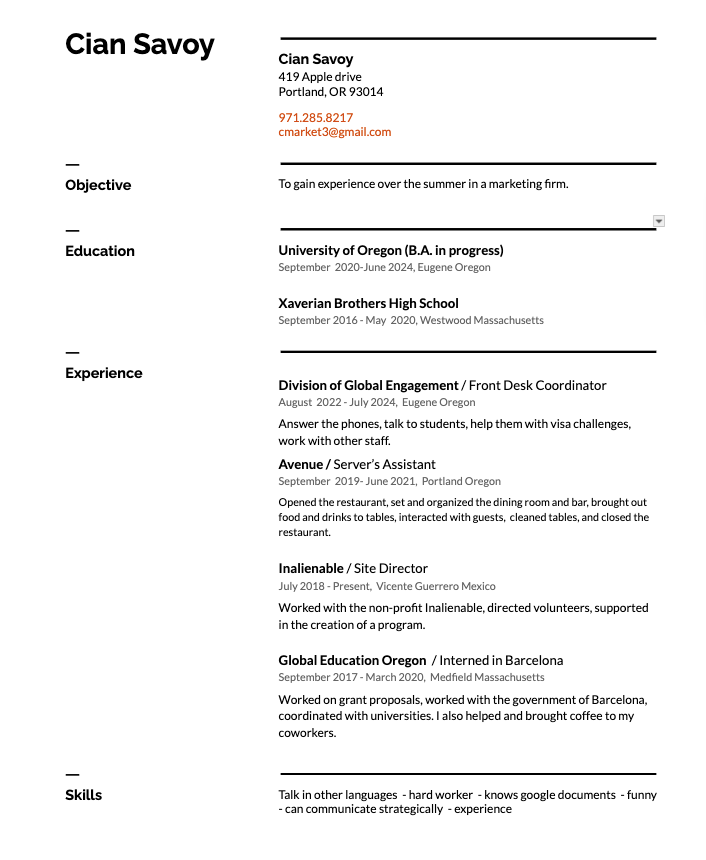 Cian Savoy
Cian Savoy
419 Apple drive
Portland, OR 93014
971.285.8217
cmarket3@gmail.com
Objective
To gain experience over the summer in a marketing firm.
Education
University of Oregon (B.A. in progress)
September 2020-June 2024, Eugene Oregon
Xaverian Brothers High School
September 2016 - May 2020, Westwood Massachusetts
Experience
Division of Global Engagement / Front Desk Coordinator
August 2022 - July 2024, Eugene Oregon
Answer the phones, talk to students, help them with visa challenges,
work with other staff.
Avenue / Server's Assistant
September 2019- June 2021, Portland Oregon
Opened the restaurant, set and organized the dining room and bar, brought out
food and drinks to tables, interacted with guests, cleaned tables, and closed the
restaurant.
Inalienable / Site Director
July 2018 - Present, Vicente Guerrero Mexico
Worked with the non-profit Inalienable, directed volunteers, supported
in the creation of a program.
Global Education Oregon / Interned in Barcelona
September 2017 - March 2020, Medfield Massachusetts
Worked on grant proposals, worked with the government of Barcelona,
coordinated with universities. I also helped and brought coffee to my
coworkers.
Skills
Talk in other languages - hard worker - knows google documents - funny
- can communicate strategically - experience